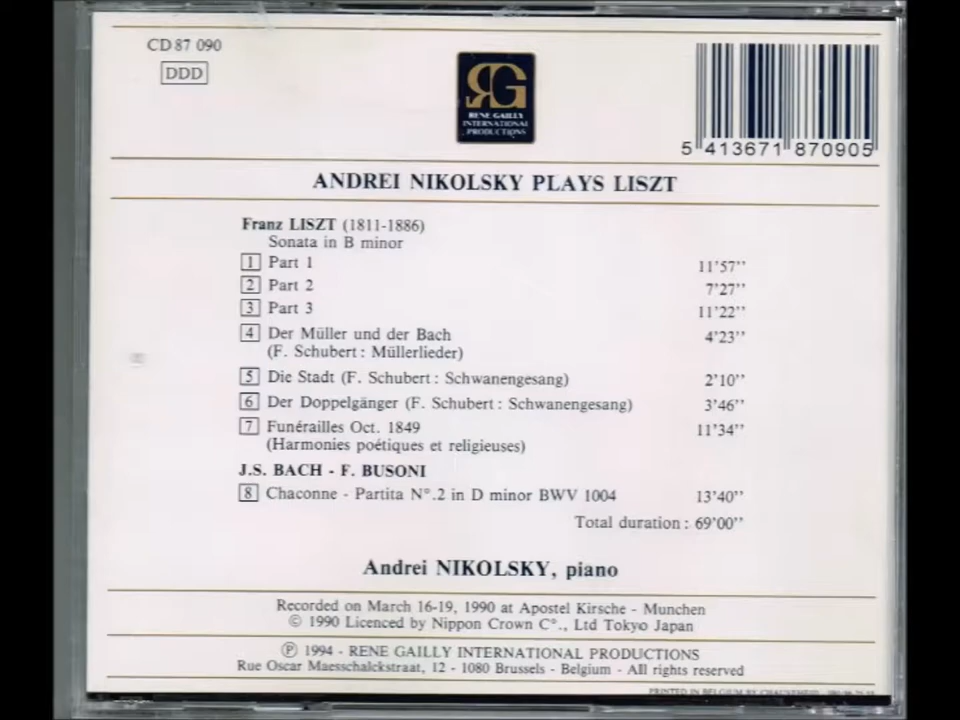 CD 87 090
DDD
RG
RENE GAILLY
INTERNATIONAL
PRODUCTIONS
5 413671 870905
ANDREI NIKOLSKY PLAYS LISZT
Franz LISZT (1811-1886)
Sonata in B minor
1 Part 1 11'57''
2 Part 2 7'27''
3 Part 3 11'22''
4 Der Müller und der Bach 4'23''
(F. Schubert : Müllerlieder)
5 Die Stadt (F. Schubert : Schwanengesang) 2'10''
6 Der Doppelgänger (F. Schubert : Schwanengesang) 3'46''
7 Funérailles Oct. 1849 11'34''
(Harmonies poétiques et religieuses)
J.S. BACH - F. BUSONI
8 Chaconne - Partita N°.2 in D minor BWV 1004 13'40''
Total duration : 69'00''
Andrei NIKOLSKY, piano
Recorded on March 16-19, 1990 at Apostel Kirsche - Munchen
© 1990 Licenced by Nippon Crown C°., Ltd Tokyo Japan
℗ 1994 - RENE GAILLY INTERNATIONAL PRODUCTIONS
Rue Oscar Maesschalckstraat, 12 - 1080 Brussels - Belgium - All rights reserved
PRINTED IN BELGIUM BY